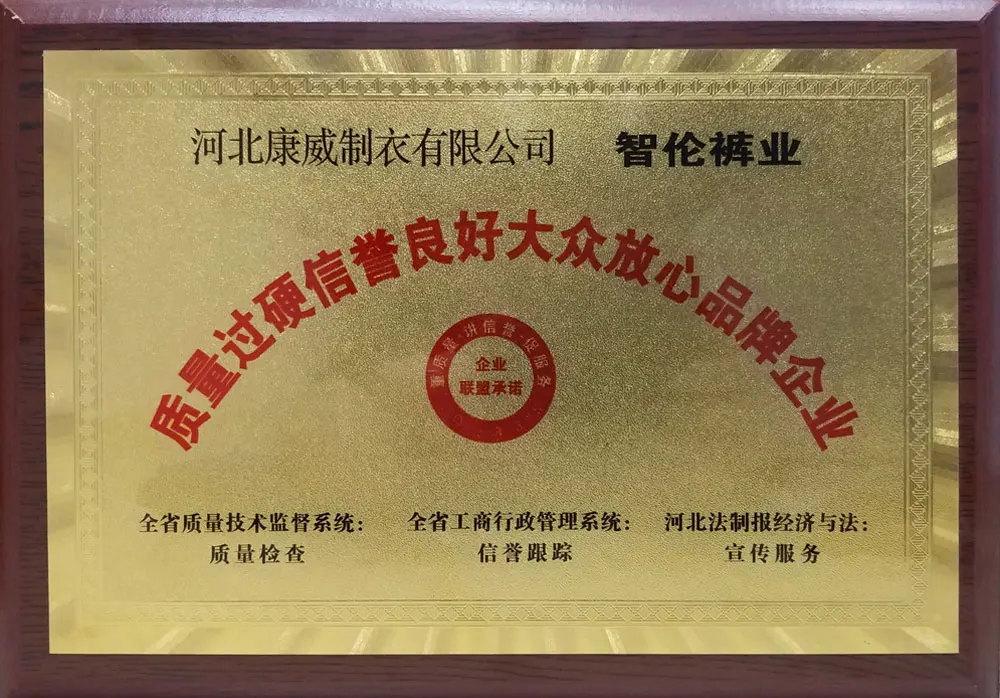 河北康威制衣有限公司 智伦裤业
质量过硬信誉良好大众放心品牌企业
重质量·讲信誉·保服务
企业
联盟承诺
全省质量技术监督系统：
质量检查
全省工商行政管理系统：
信誉跟踪
河北法制报经济与法：
宣传服务